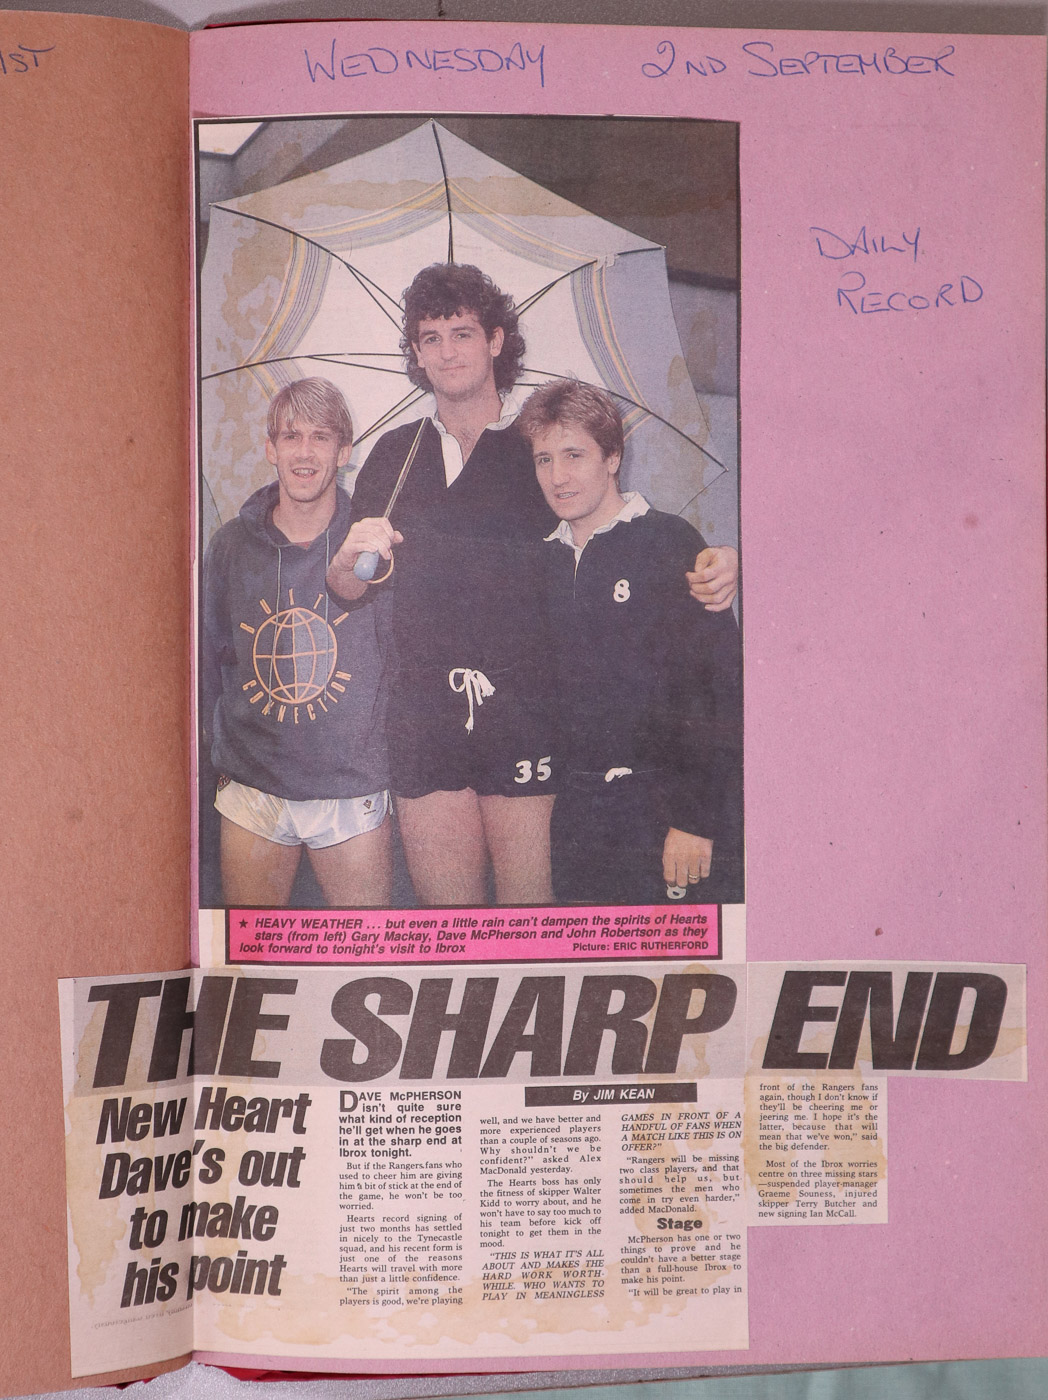 1ST
WEDNESDAY 2ND SEPTEMBER
DAILY
RECORD
BUTTA
CONNECTION
8
35
8
★ HEAVY WEATHER ... but even a little rain can't dampen the spirits of Hearts
stars (from left) Gary Mackay, Dave McPherson and John Robertson as they
look forward to tonight's visit to Ibrox Picture: ERIC RUTHERFORD
THE SHARP END
New Heart
Dave's out
to make
his point
DAVE McPHERSON
isn't quite sure
what kind of reception
he'll get when he goes
in at the sharp end at
Ibrox tonight.
But if the Rangers fans who
used to cheer him are giving
him a bit of stick at the end of
the game, he won't be too
worried.
Hearts record signing of
just two months has settled
in nicely to the Tynecastle
squad, and his recent form is
just one of the reasons
Hearts will travel with more
than just a little confidence.
"The spirit among the
players is good, we're playing
By JIM KEAN
well, and we have better and
more experienced players
than a couple of seasons ago.
Why shouldn't we be
confident?" asked Alex
MacDonald yesterday.
The Hearts boss has only
the fitness of skipper Walter
Kidd to worry about, and he
won't have to say too much to
his team before kick off
tonight to get them in the
mood.
"THIS IS WHAT IT'S ALL
ABOUT AND MAKES THE
HARD WORK WORTH-
WHILE. WHO WANTS TO
PLAY IN MEANINGLESS
GAMES IN FRONT OF A
HANDFUL OF FANS WHEN
A MATCH LIKE THIS IS ON
OFFER?"
"Rangers will be missing
two class players, and that
should help us, but
sometimes the men who
come in try even harder,"
added MacDonald.
Stage
McPherson has one or two
things to prove and he
couldn't have a better stage
than a full-house Ibrox to
make his point.
"It will be great to play in
front of the Rangers fans
again, though I don't know if
they'll be cheering me or
jeering me. I hope it's the
latter, because that will
mean that we've won," said
the big defender.
Most of the Ibrox worries
centre on three missing stars
—suspended player-manager
Graeme Souness, injured
skipper Terry Butcher and
new signing Ian McCall.